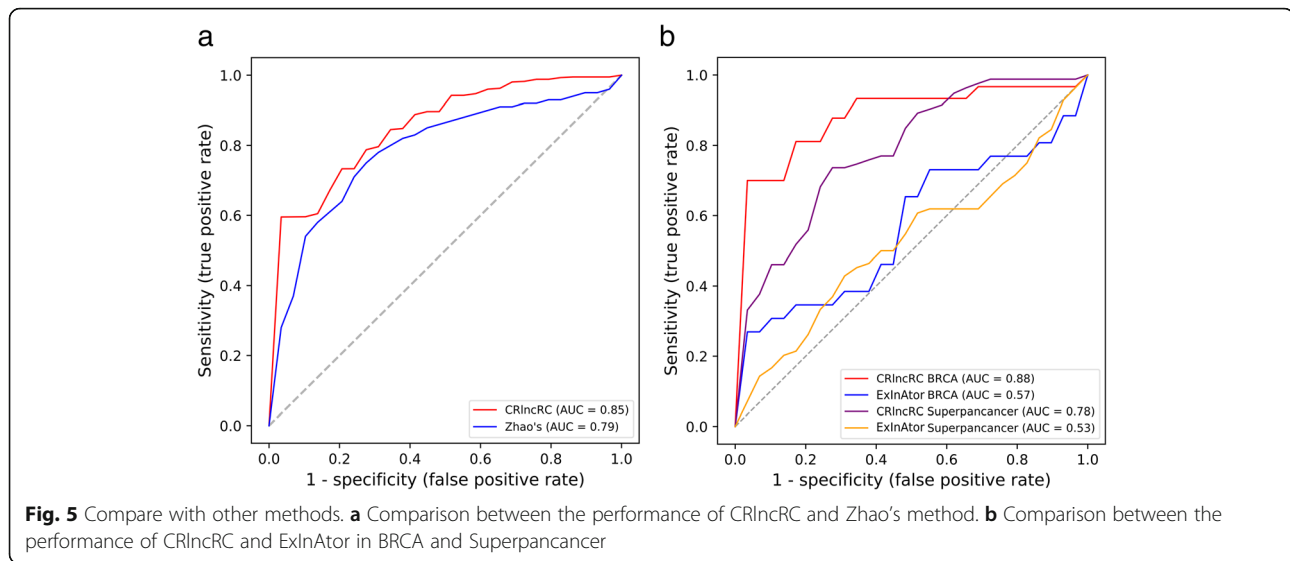 a
1.0
0.8
0.6
0.4
0.2
0.0
Sensitivity (true positive rate)
CRlncRC (AUC = 0.85)
Zhao's (AUC = 0.79)
0.0 0.2 0.4 0.6 0.8 1.0
1 - specificity (false positive rate)
b
1.0
0.8
0.6
0.4
0.2
0.0
Sensitivity (true positive rate)
CRlncRC BRCA (AUC = 0.88)
ExInAtor BRCA (AUC = 0.57)
CRlncRC Superpancancer (AUC = 0.78)
ExInAtor Superpancancer (AUC = 0.53)
0.0 0.2 0.4 0.6 0.8 1.0
1 - specificity (false positive rate)
Fig. 5 Compare with other methods. a Comparison between the performance of CRlncRC and Zhao's method. b Comparison between the
performance of CRlncRC and ExInAtor in BRCA and Superpancancer